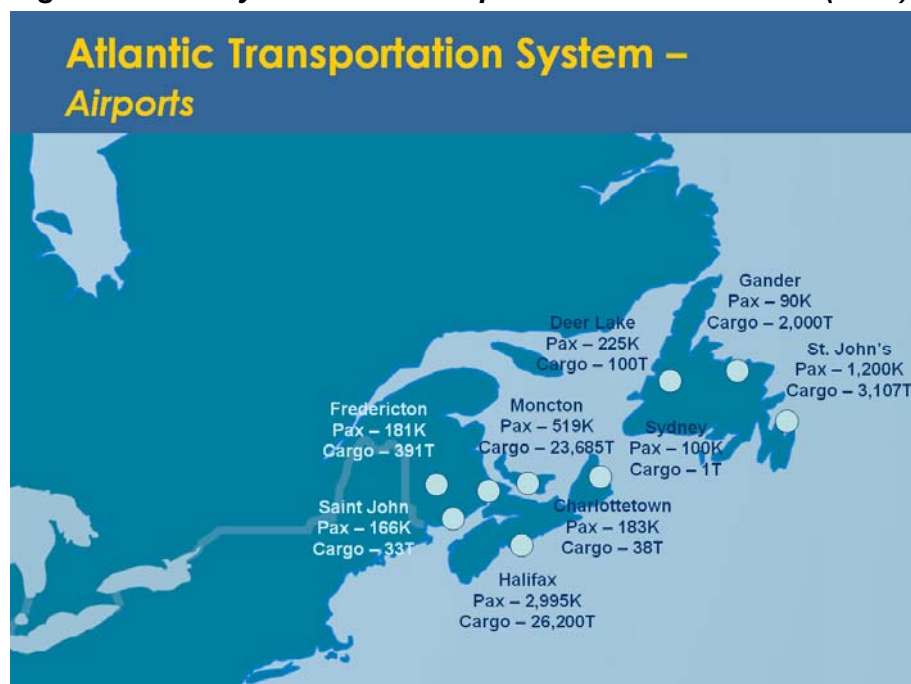 Atlantic Transportation System –
Airports
Gander
Pax – 90K
Cargo – 2,000T
Deer Lake
Pax – 225K
Cargo – 100T
St. John's
Pax – 1,200K
Cargo – 3,107T
Fredericton
Pax – 181K
Cargo – 391T
Moncton
Pax – 519K
Cargo – 23,685T
Sydney
Pax – 100K
Cargo – 1T
Saint John
Pax – 166K
Cargo – 33T
Charlottetown
Pax – 183K
Cargo – 38T
Halifax
Pax – 2,995K
Cargo – 26,200T